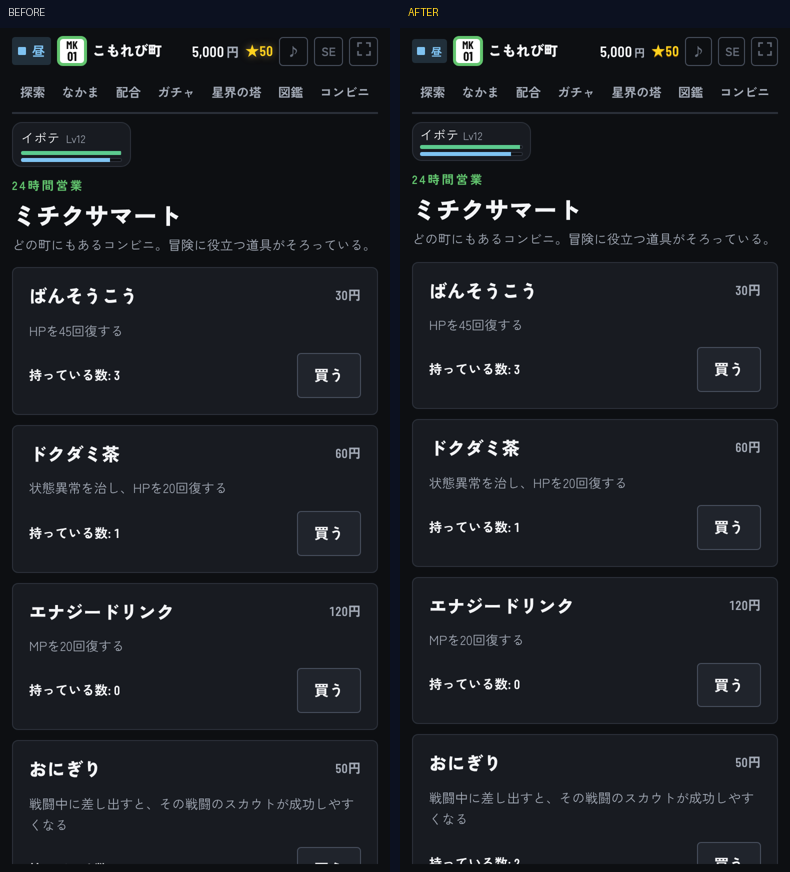 BEFORE
昼 MK 01 こもれび町 5,000 円 ★50 ♪ SE
探索 なかま 配合 ガチャ 星界の塔 図鑑 コンビニ
イボテ Lv12
24時間営業
ミチクサマート
どの町にもあるコンビニ。冒険に役立つ道具がそろっている。
ばんそうこう 30円
HPを45回復する
持っている数: 3 買う
ドクダミ茶 60円
状態異常を治し、HPを20回復する
持っている数: 1 買う
エナジードリンク 120円
MPを20回復する
持っている数: 0 買う
おにぎり 50円
戦闘中に差し出すと、その戦闘のスカウトが成功しやす
くなる
AFTER
昼 MK 01 こもれび町 5,000 円 ★50 ♪ SE
探索 なかま 配合 ガチャ 星界の塔 図鑑 コンビニ
イボテ Lv12
24時間営業
ミチクサマート
どの町にもあるコンビニ。冒険に役立つ道具がそろっている。
ばんそうこう 30円
HPを45回復する
持っている数: 3 買う
ドクダミ茶 60円
状態異常を治し、HPを20回復する
持っている数: 1 買う
エナジードリンク 120円
MPを20回復する
持っている数: 0 買う
おにぎり 50円
戦闘中に差し出すと、その戦闘のスカウトが成功しやす
くなる
持っている数: 2 買う